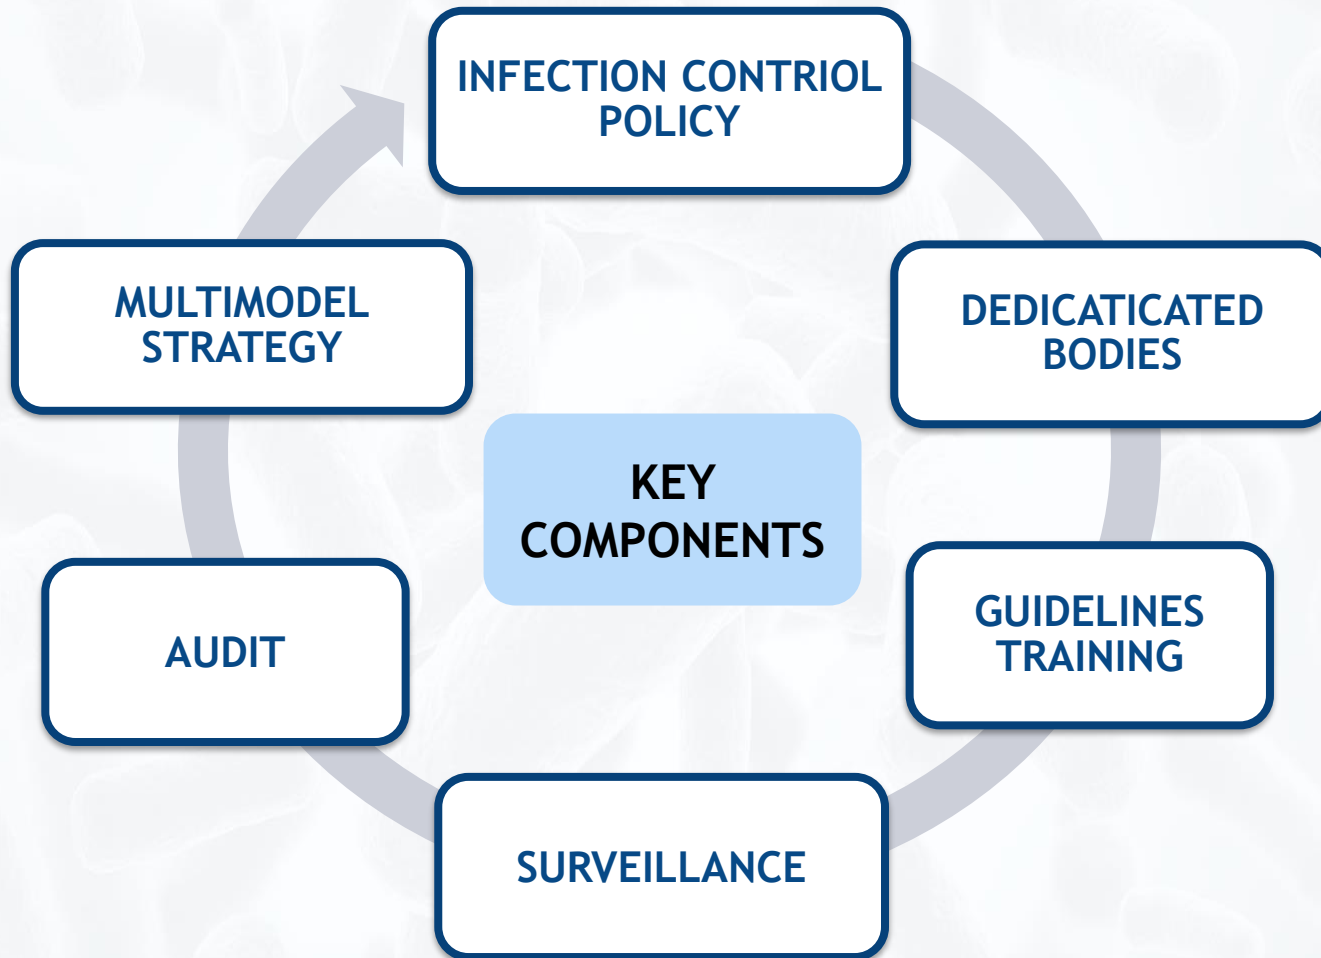 INFECTION CONTRIOL
POLICY
DEDICATICATED
BODIES
GUIDELINES
TRAINING
SURVEILLANCE
AUDIT
MULTIMODEL
STRATEGY
KEY
COMPONENTS